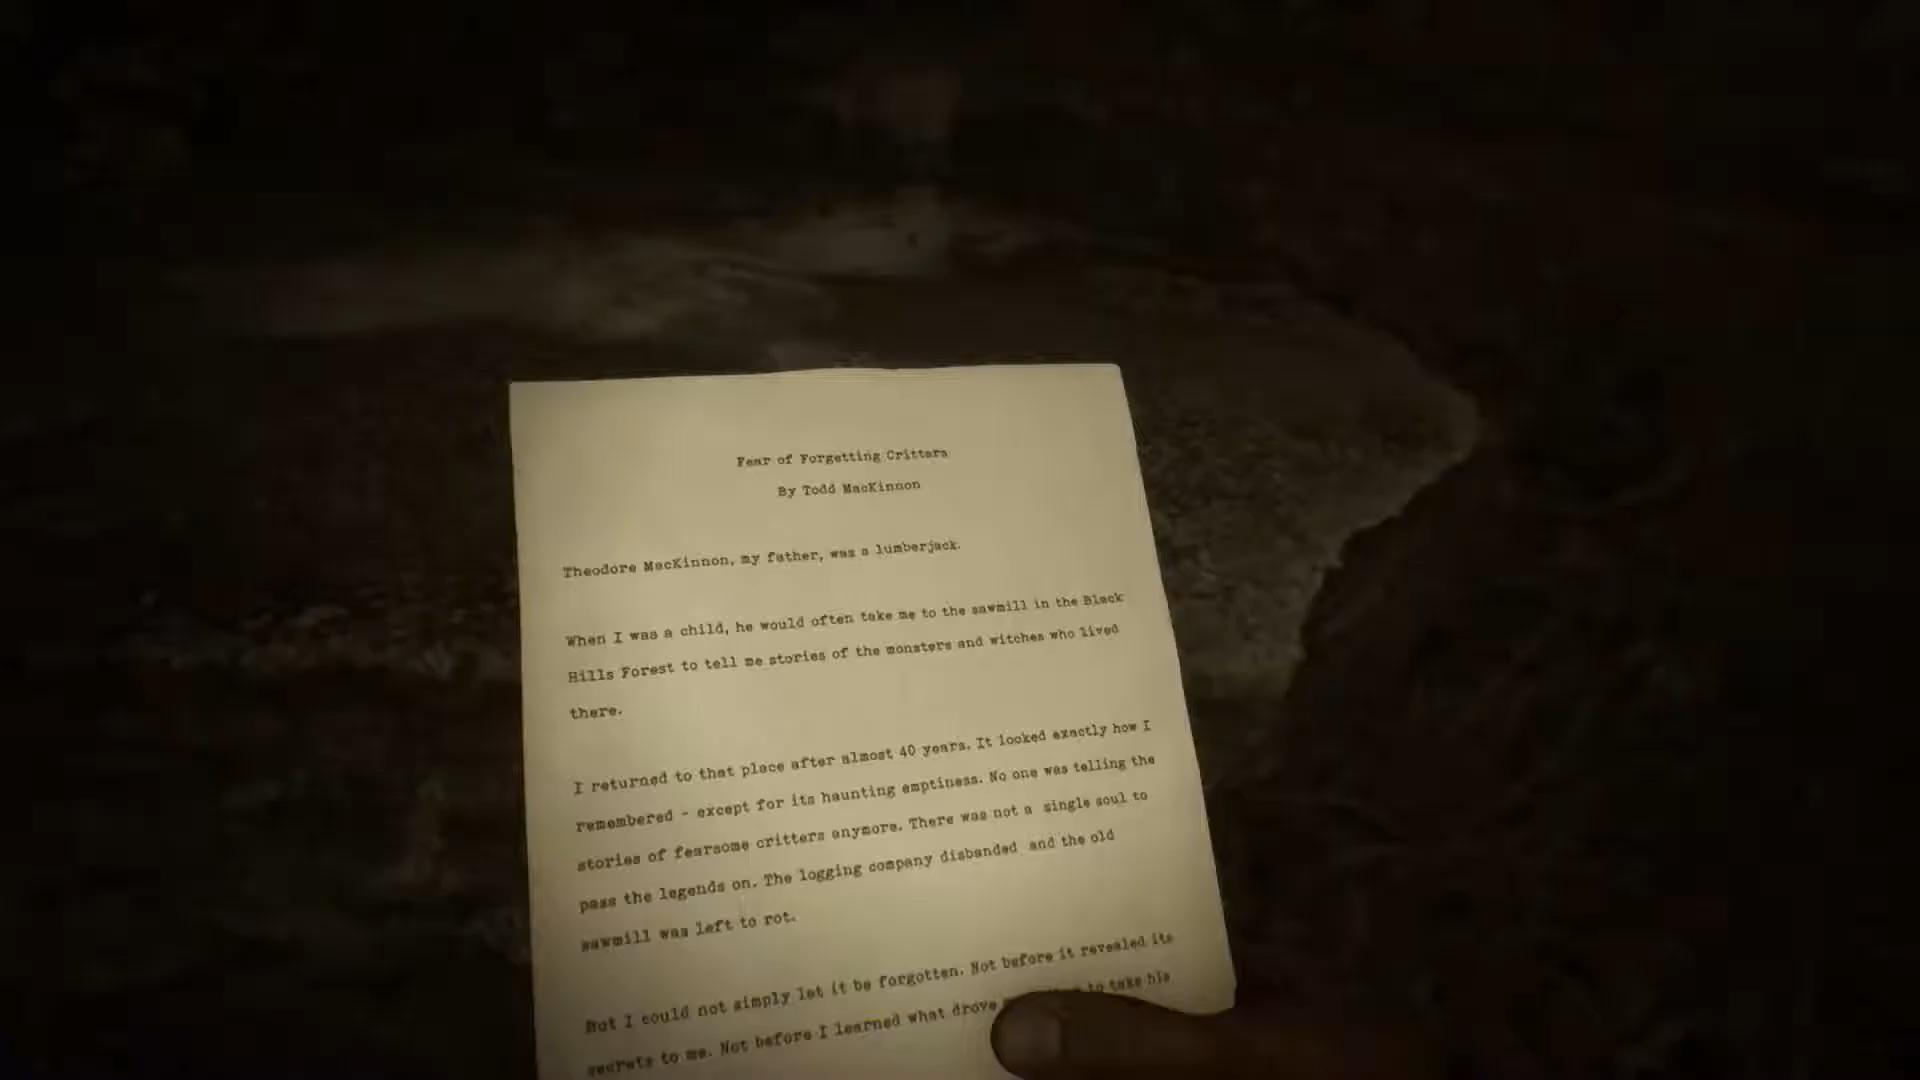 Fear of Forgetting Critters
By Todd MacKinnon
Theodore MacKinnon, my father, was a lumberjack.
When I was a child, he would often take me to the sawmill in the Black
Hills Forest to tell me stories of the monsters and witches who lived
there.
I returned to that place after almost 40 years. It looked exactly how I
remembered - except for its haunting emptiness. No one was telling the
stories of fearsome critters anymore. There was not a single soul to
pass the legends on. The logging company disbanded and the old
sawmill was left to rot.
But I could not simply let it be forgotten. Not before it revealed its
secrets to me. Not before I learned what drove to take his